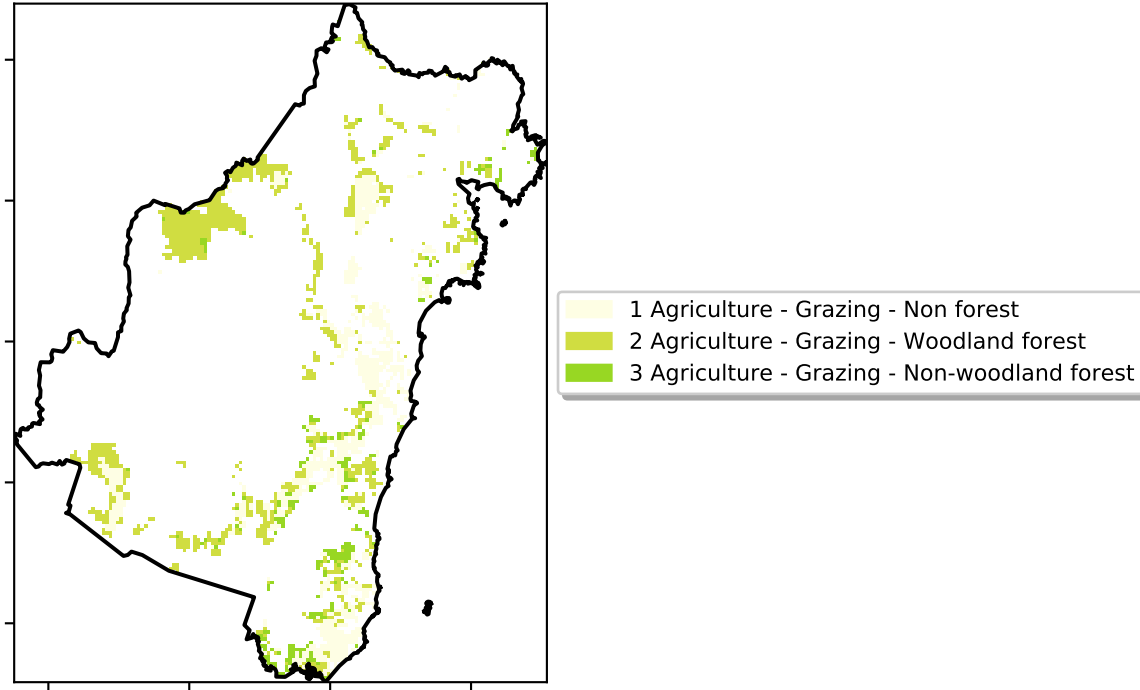 1 Agriculture - Grazing - Non forest
2 Agriculture - Grazing - Woodland forest
3 Agriculture - Grazing - Non-woodland forest